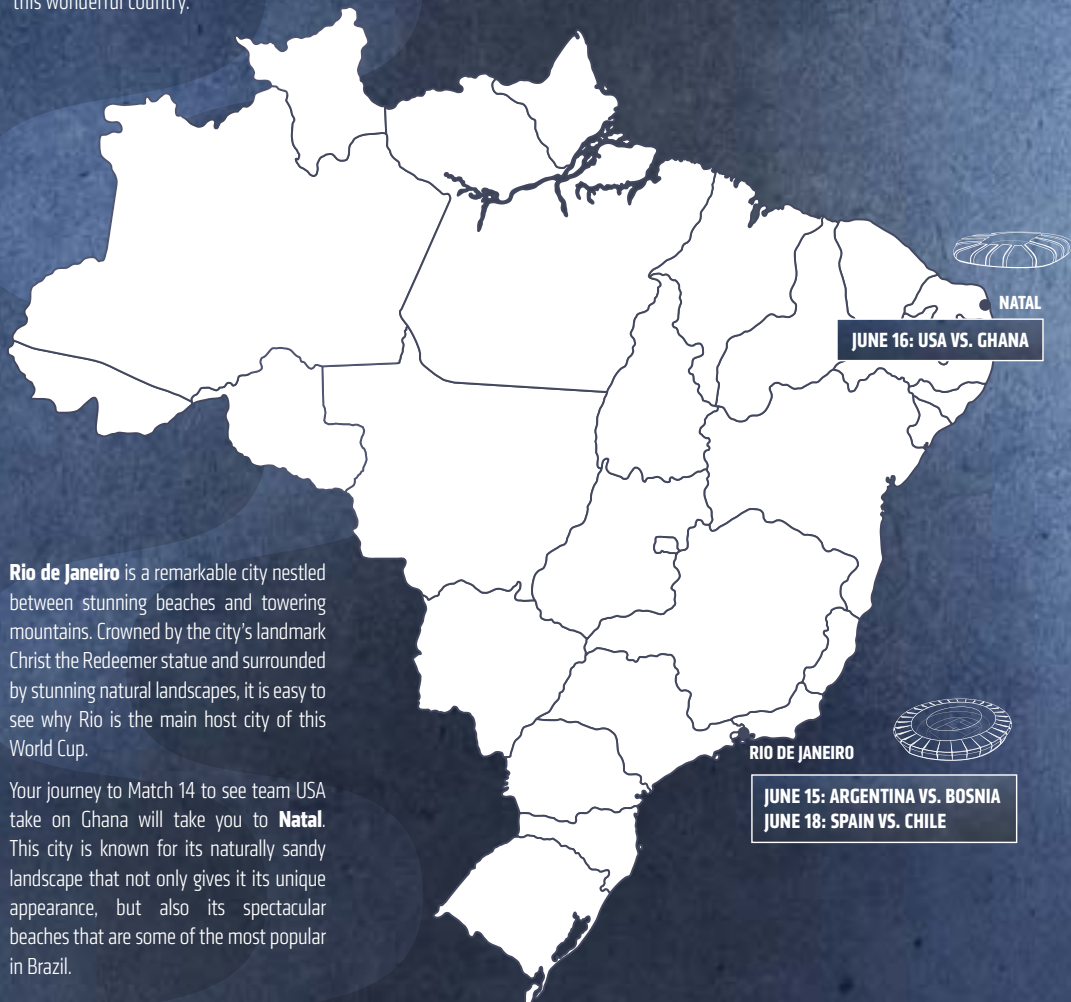 this wonderful country.
NATAL
JUNE 16: USA VS. GHANA
Rio de Janeiro is a remarkable city nestled
between stunning beaches and towering
mountains. Crowned by the city's landmark
Christ the Redeemer statue and surrounded
by stunning natural landscapes, it is easy to
see why Rio is the main host city of this
World Cup.
Your journey to Match 14 to see team USA
take on Ghana will take you to Natal.
This city is known for its naturally sandy
landscape that not only gives it its unique
appearance, but also its spectacular
beaches that are some of the most popular
in Brazil.
RIO DE JANEIRO
JUNE 15: ARGENTINA VS. BOSNIA
JUNE 18: SPAIN VS. CHILE